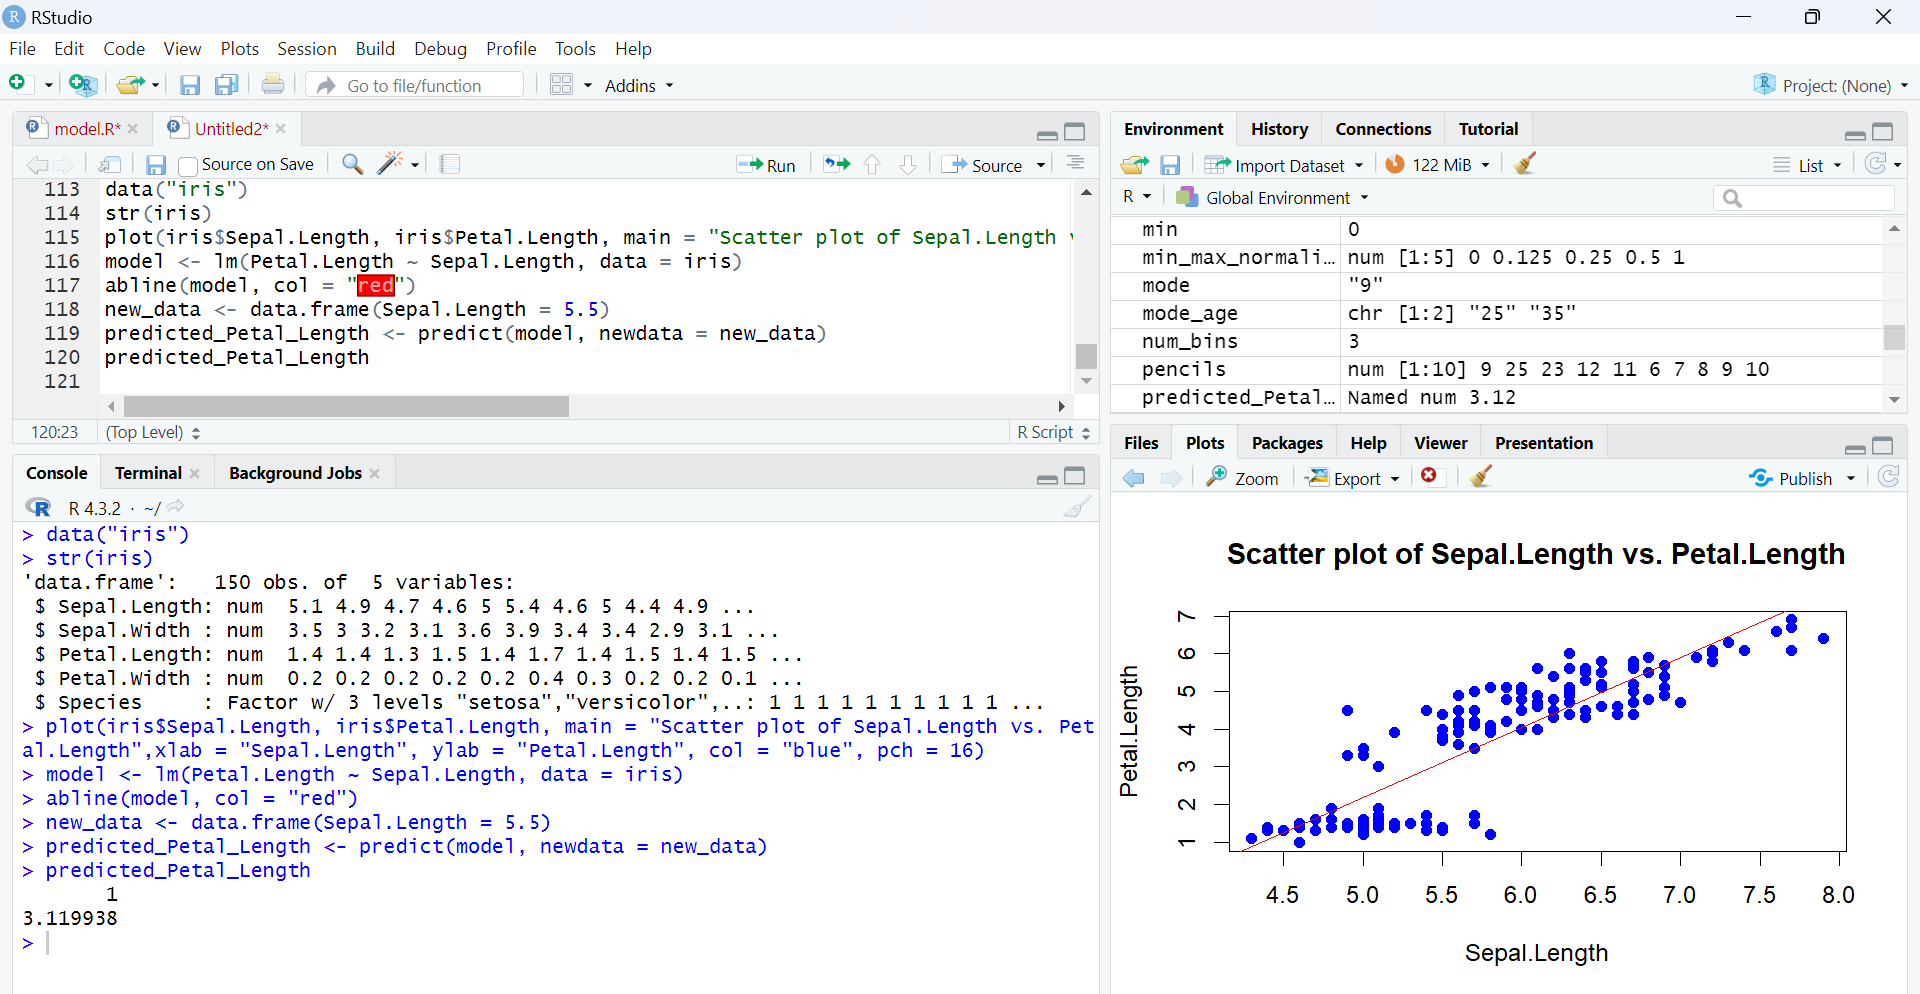 RStudio
File Edit Code View Plots Session Build Debug Profile Tools Help
Go to file/function Addins Project: (None)
model.R* Untitled2*
Source on Save Run Source
113 data("iris")
114 str(iris)
115 plot(iris$Sepal.Length, iris$Petal.Length, main = "Scatter plot of Sepal.Length
116 model <- lm(Petal.Length ~ Sepal.Length, data = iris)
117 abline(model, col = "red")
118 new_data <- data.frame(Sepal.Length = 5.5)
119 predicted_Petal_Length <- predict(model, newdata = new_data)
120 predicted_Petal_Length
121
120:23 (Top Level) R Script
Console Terminal Background Jobs
R 4.3.2 · ~/
> data("iris")
> str(iris)
'data.frame': 150 obs. of 5 variables:
$ Sepal.Length: num 5.1 4.9 4.7 4.6 5 5.4 4.6 5 4.4 4.9 ...
$ Sepal.Width : num 3.5 3 3.2 3.1 3.6 3.9 3.4 3.4 2.9 3.1 ...
$ Petal.Length: num 1.4 1.4 1.3 1.5 1.4 1.7 1.4 1.5 1.4 1.5 ...
$ Petal.Width : num 0.2 0.2 0.2 0.2 0.2 0.4 0.3 0.2 0.2 0.1 ...
$ Species : Factor w/ 3 levels "setosa","versicolor",..: 1 1 1 1 1 1 1 1 1 1 ...
> plot(iris$Sepal.Length, iris$Petal.Length, main = "Scatter plot of Sepal.Length vs. Pet
al.Length",xlab = "Sepal.Length", ylab = "Petal.Length", col = "blue", pch = 16)
> model <- lm(Petal.Length ~ Sepal.Length, data = iris)
> abline(model, col = "red")
> new_data <- data.frame(Sepal.Length = 5.5)
> predicted_Petal_Length <- predict(model, newdata = new_data)
> predicted_Petal_Length
1
3.119938
>
Environment History Connections Tutorial
Import Dataset 122 MiB List
R Global Environment
min 0
min_max_normali… num [1:5] 0 0.125 0.25 0.5 1
mode "9"
mode_age chr [1:2] "25" "35"
num_bins 3
pencils num [1:10] 9 25 23 12 11 6 7 8 9 10
predicted_Petal… Named num 3.12
Files Plots Packages Help Viewer Presentation
Zoom Export Publish
Scatter plot of Sepal.Length vs. Petal.Length
Petal.Length
7
6
5
4
3
2
1
4.5 5.0 5.5 6.0 6.5 7.0 7.5 8.0
Sepal.Length